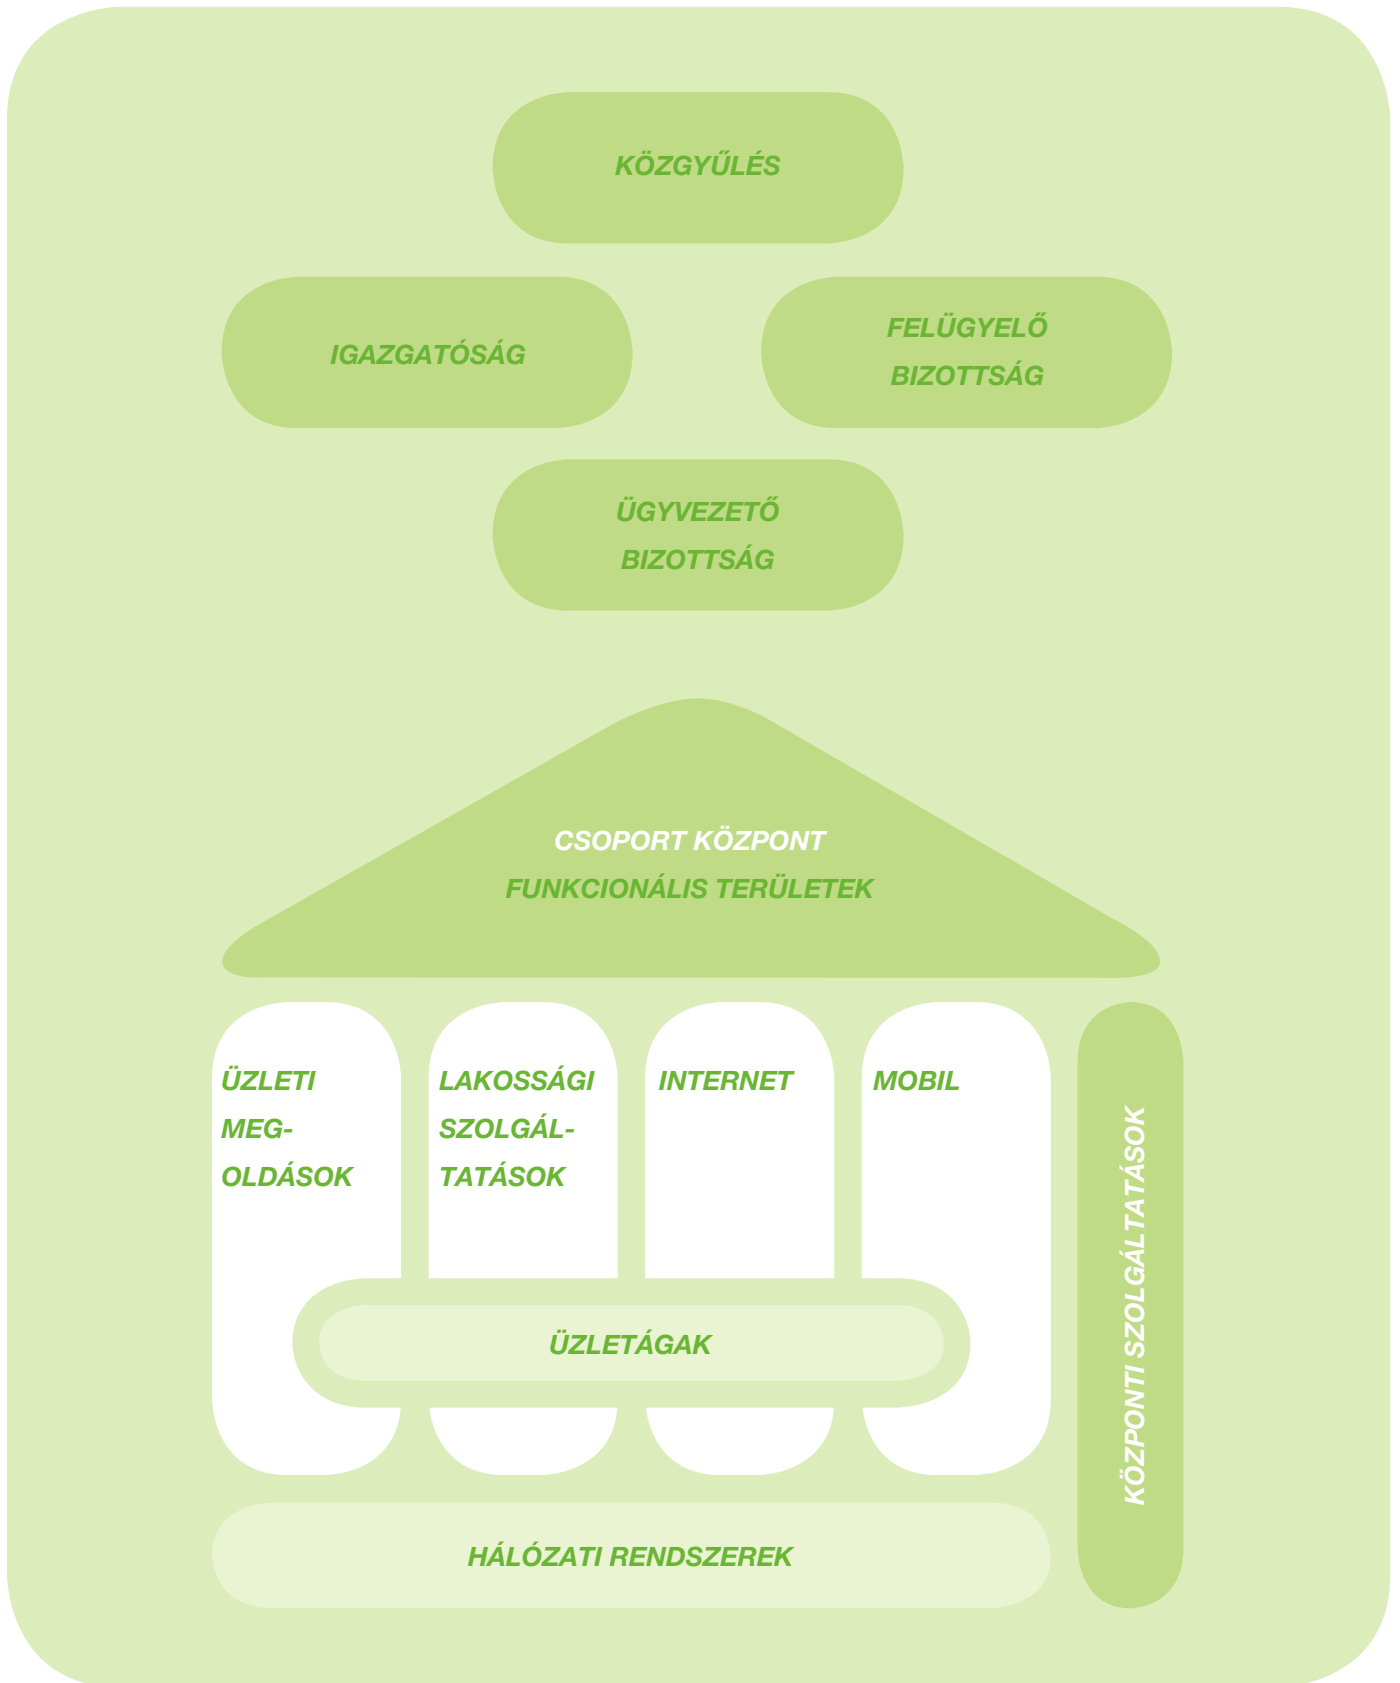 KÖZGYŰLÉS
IGAZGATÓSÁG
FELÜGYELŐ
BIZOTTSÁG
ÜGYVEZETŐ
BIZOTTSÁG
CSOPORT KÖZPONT
FUNKCIONÁLIS TERÜLETEK
ÜZLETI
MEG-
OLDÁSOK
LAKOSSÁGI
SZOLGÁL-
TATÁSOK
INTERNET
MOBIL
KÖZPONTI SZOLGÁLTATÁSOK
ÜZLETÁGAK
HÁLÓZATI RENDSZEREK